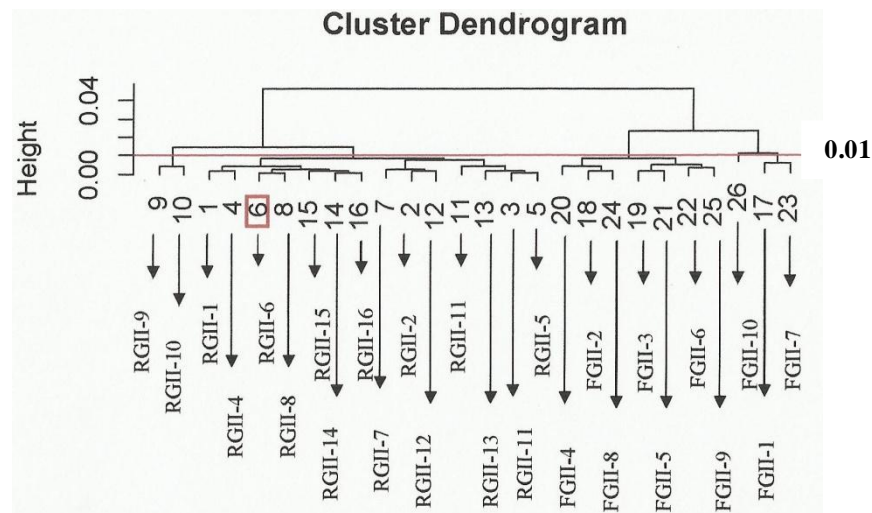 Cluster Dendrogram
Height
0.04
0.00
0.01
9 10 1 4 6 8 15 14 16 7 2 12 11 13 3 5 20 18 24 19 21 22 25 26 17 23
RGII-9
RGII-10
RGII-1
RGII-4
RGII-6
RGII-8
RGII-15
RGII-14
RGII-16
RGII-7
RGII-2
RGII-12
RGII-11
RGII-13
RGII-11
RGII-5
FGII-4
FGII-2
FGII-8
FGII-3
FGII-5
FGII-6
FGII-9
FGII-10
FGII-1
FGII-7